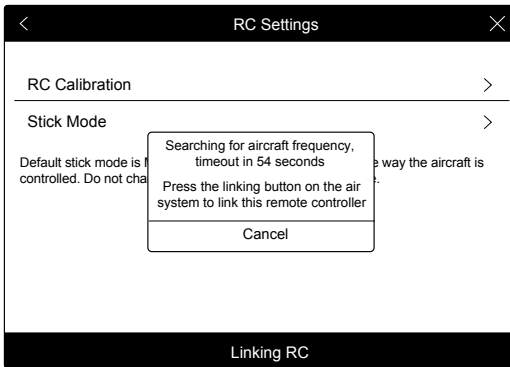 RC Settings
RC Calibration
Stick Mode
Searching for aircraft frequency,
timeout in 54 seconds
Default stick mode is
way the aircraft is
Press the linking button on the air
controlled. Do not
system to link this remote controller
Cancel
Linking RC